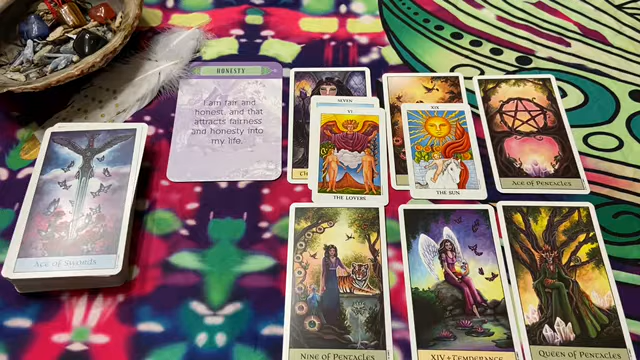 HONESTY
I am fair and
honest, and that
attracts fairness
and honesty into
my life.
SEVEN
VI
THE LOVERS
XIX
THE SUN
ACE OF PENTACLES
ACE OF SWORDS
NINE OF PENTACLES
XIV TEMPERANCE
QUEEN OF PENTACLES